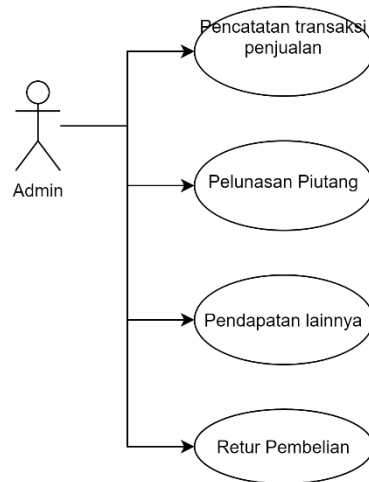 Pencatatan transaksi
penjualan
Admin
Pelunasan Piutang
Pendapatan lainnya
Retur Pembelian